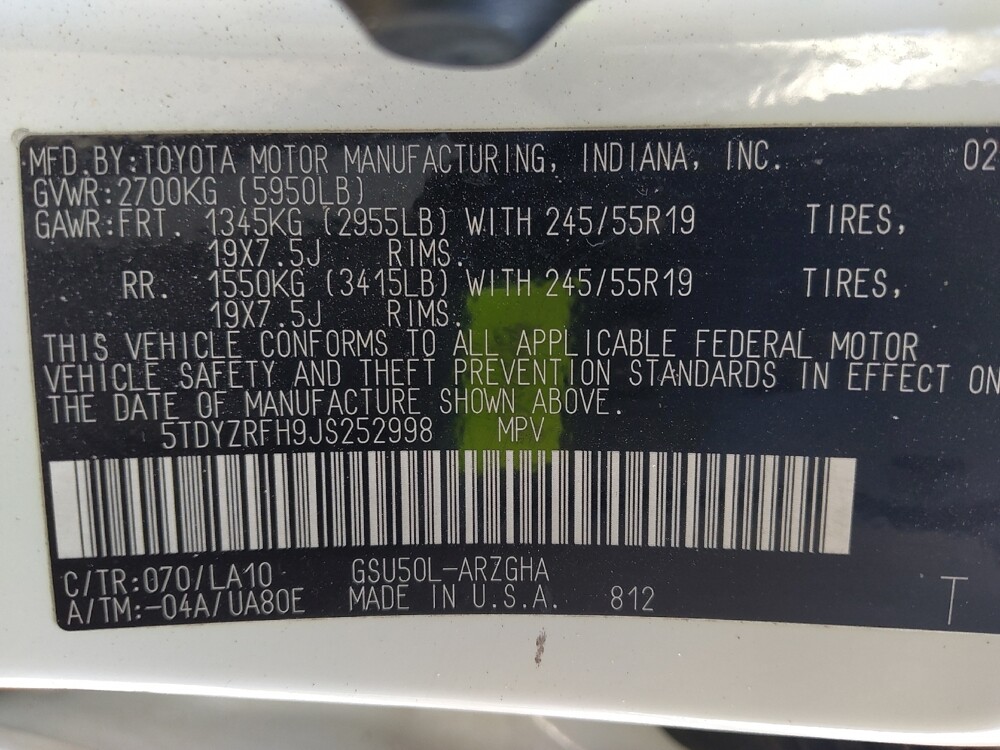 MFD.BY:TOYOTA MOTOR MANUFACTURING, INDIANA, INC. 02
GVWR:2700KG (5950LB)
GAWR:FRT. 1345KG (2955LB) WITH 245/55R19 TIRES,
19X7.5J RIMS.
RR. 1550KG (3415LB) WITH 245/55R19 TIRES,
19X7.5J RIMS.
THIS VEHICLE CONFORMS TO ALL APPLICABLE FEDERAL MOTOR
VEHICLE SAFETY AND THEFT PREVENTION STANDARDS IN EFFECT ON
THE DATE OF MANUFACTURE SHOWN ABOVE.
5TDYZRFH9JS252998 MPV
C/TR:070/LA10 GSU50L-ARZGHA
A/TM:-04A/UA80E MADE IN U.S.A. 812 T